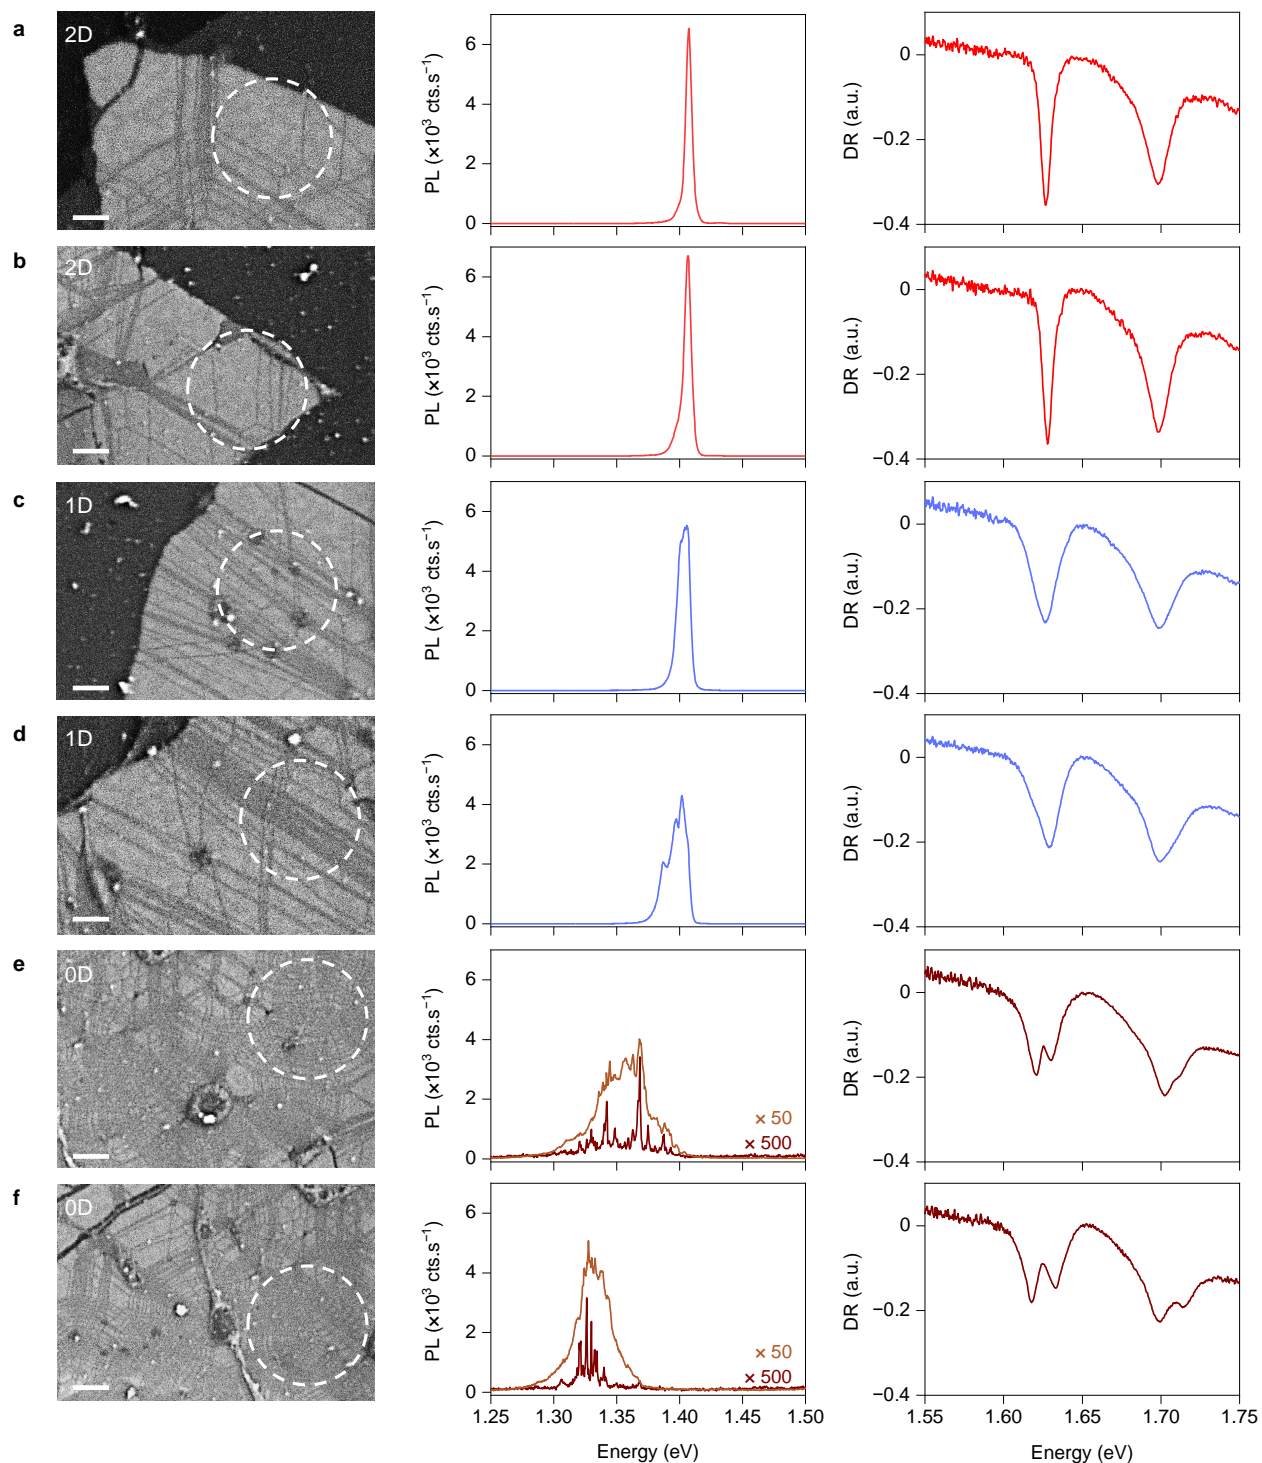 a
2D
PL (×10³ cts.s⁻¹)
6
4
2
0
DR (a.u.)
0
−0.2
−0.4
b
2D
PL (×10³ cts.s⁻¹)
6
4
2
0
DR (a.u.)
0
−0.2
−0.4
c
1D
PL (×10³ cts.s⁻¹)
6
4
2
0
DR (a.u.)
0
−0.2
−0.4
d
1D
PL (×10³ cts.s⁻¹)
6
4
2
0
DR (a.u.)
0
−0.2
−0.4
e
0D
PL (×10³ cts.s⁻¹)
6
4
2
0
× 50
× 500
DR (a.u.)
0
−0.2
−0.4
f
0D
PL (×10³ cts.s⁻¹)
6
4
2
0
× 50
× 500
1.25 1.30 1.35 1.40 1.45 1.50
Energy (eV)
DR (a.u.)
0
−0.2
−0.4
1.55 1.60 1.65 1.70 1.75
Energy (eV)